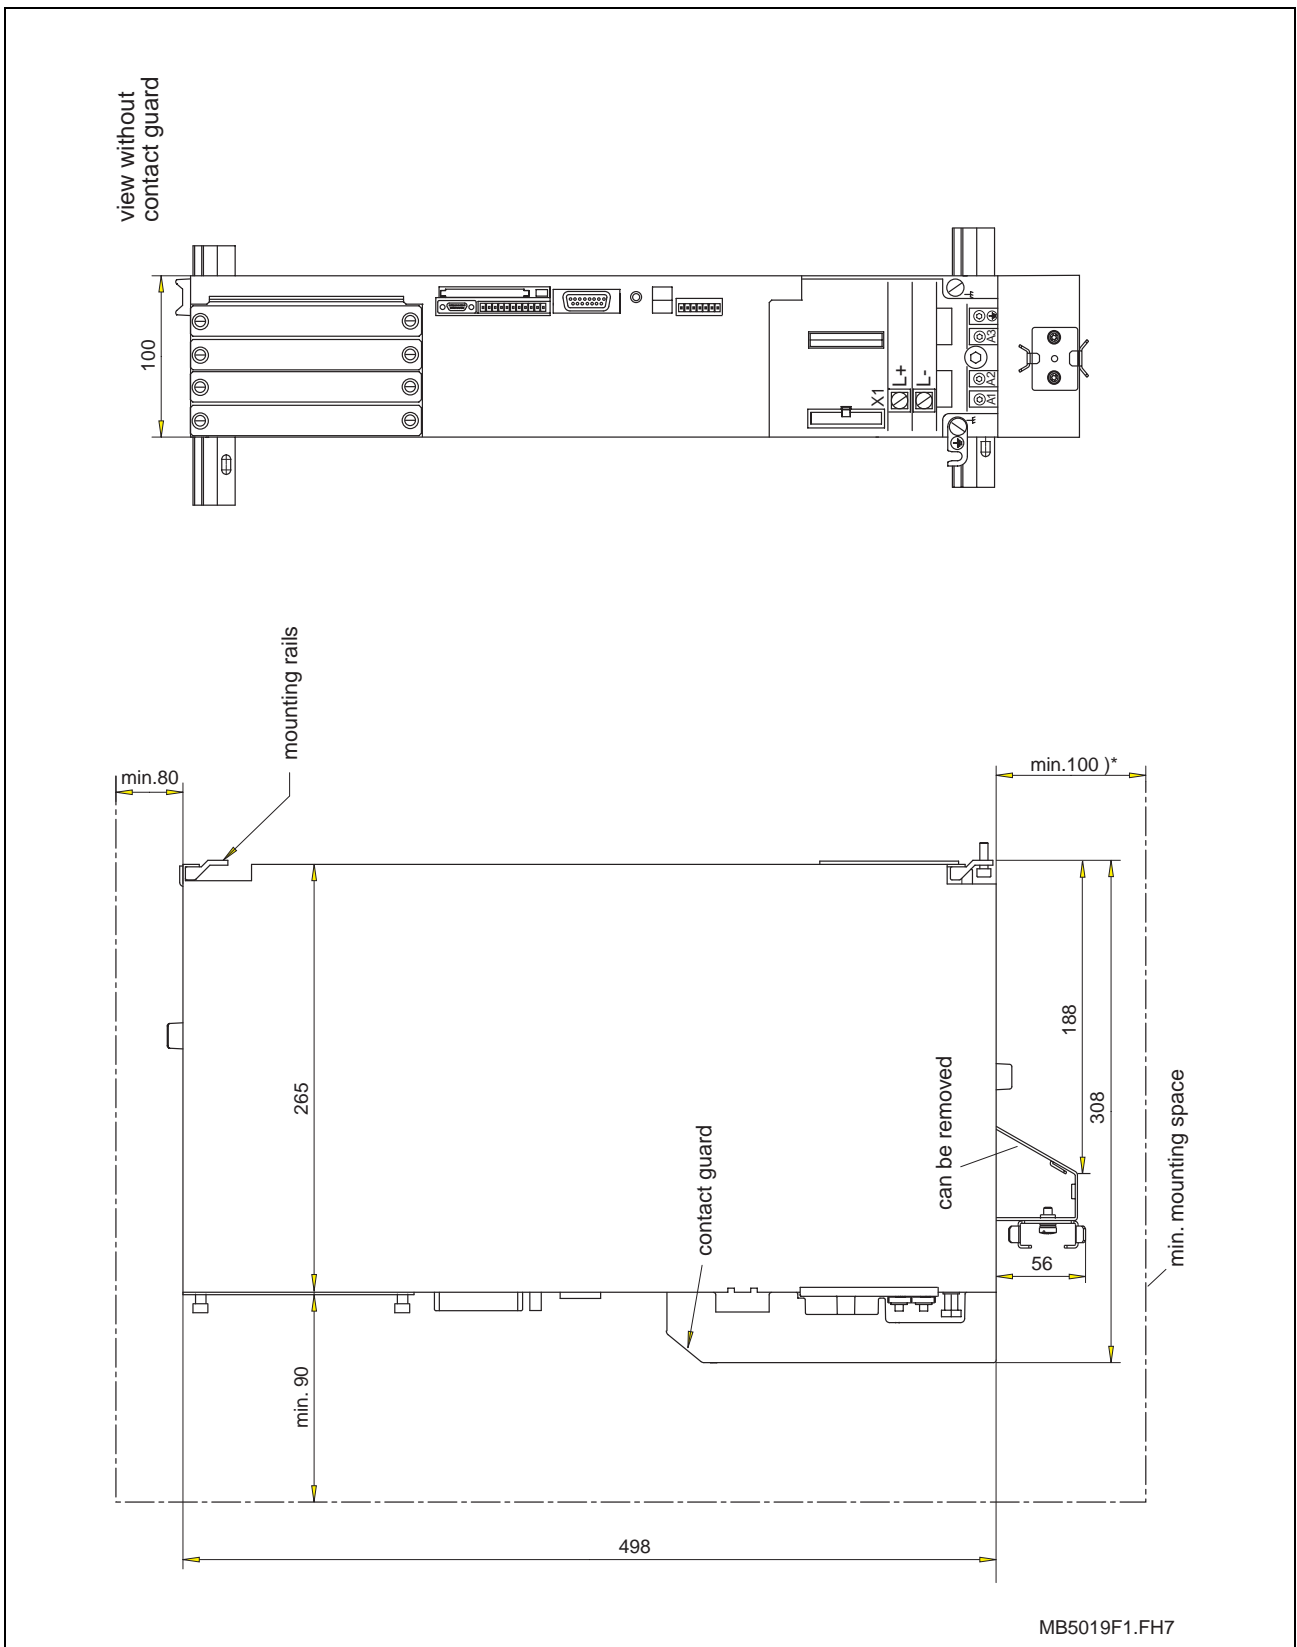 view without
contact guard
100
X1
L+
L-
A1
A2
A3
mounting rails
min.80
min.100 )*
265
188
308
can be removed
contact guard
56
min. mounting space
min. 90
498
MB5019F1.FH7